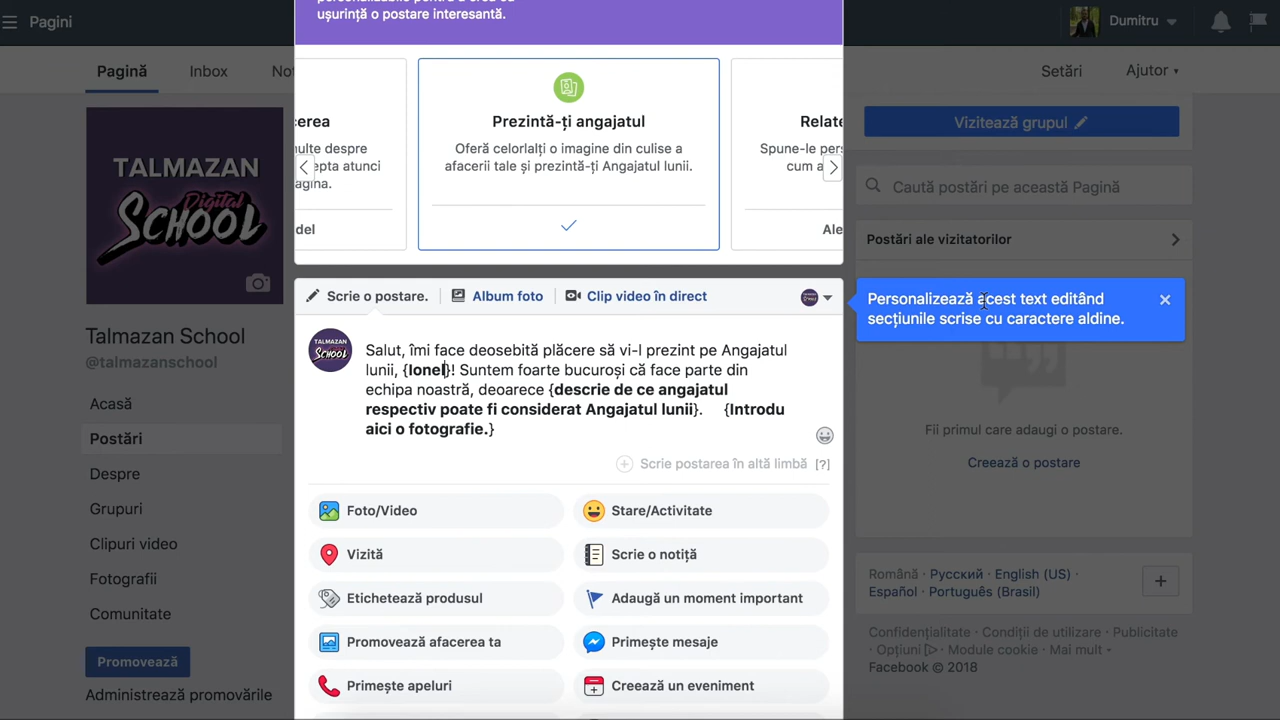 personalizabile pentru a crea cu
ușurință o postare interesantă.
Pagini
Dumitru
Pagină
Inbox
Not
Setări
Ajutor
TALMAZAN
Digital
SCHOOL
Talmazan School
@talmazanschool
Acasă
Postări
Despre
Grupuri
Clipuri video
Fotografii
Comunitate
Promovează
Administrează promovările
cerea
multe despre
cepta atunci
agina.
del
Prezintă-ți angajatul
Oferă celorlalți o imagine din culise a
afacerii tale și prezintă-ți Angajatul lunii.
Relate
Spune-le pers
cum a
Ale
Scrie o postare.
Album foto
Clip video în direct
TALMAZAN
SCHOOL
Salut, îmi face deosebită plăcere să vi-l prezint pe Angajatul
lunii, {Ionel}! Suntem foarte bucuroși că face parte din
echipa noastră, deoarece {descrie de ce angajatul
respectiv poate fi considerat Angajatul lunii}. {Introdu
aici o fotografie.}
Scrie postarea în altă limbă [?]
Foto/Video
Stare/Activitate
Vizită
Scrie o notiță
Etichetează produsul
Adaugă un moment important
Promovează afacerea ta
Primește mesaje
Primește apeluri
Creează un eveniment
Vizitează grupul
Caută postări pe această Pagină
Postări ale vizitatorilor
Personalizează acest text editând
secțiunile scrise cu caractere aldine.
Fii primul care adaugi o postare.
Creează o postare
Română · Русский · English (US) ·
Español · Português (Brasil)
Confidențialitate · Condiții de utilizare · Publicitate
· Opțiuni · Module cookie · Mai mult
Facebook © 2018